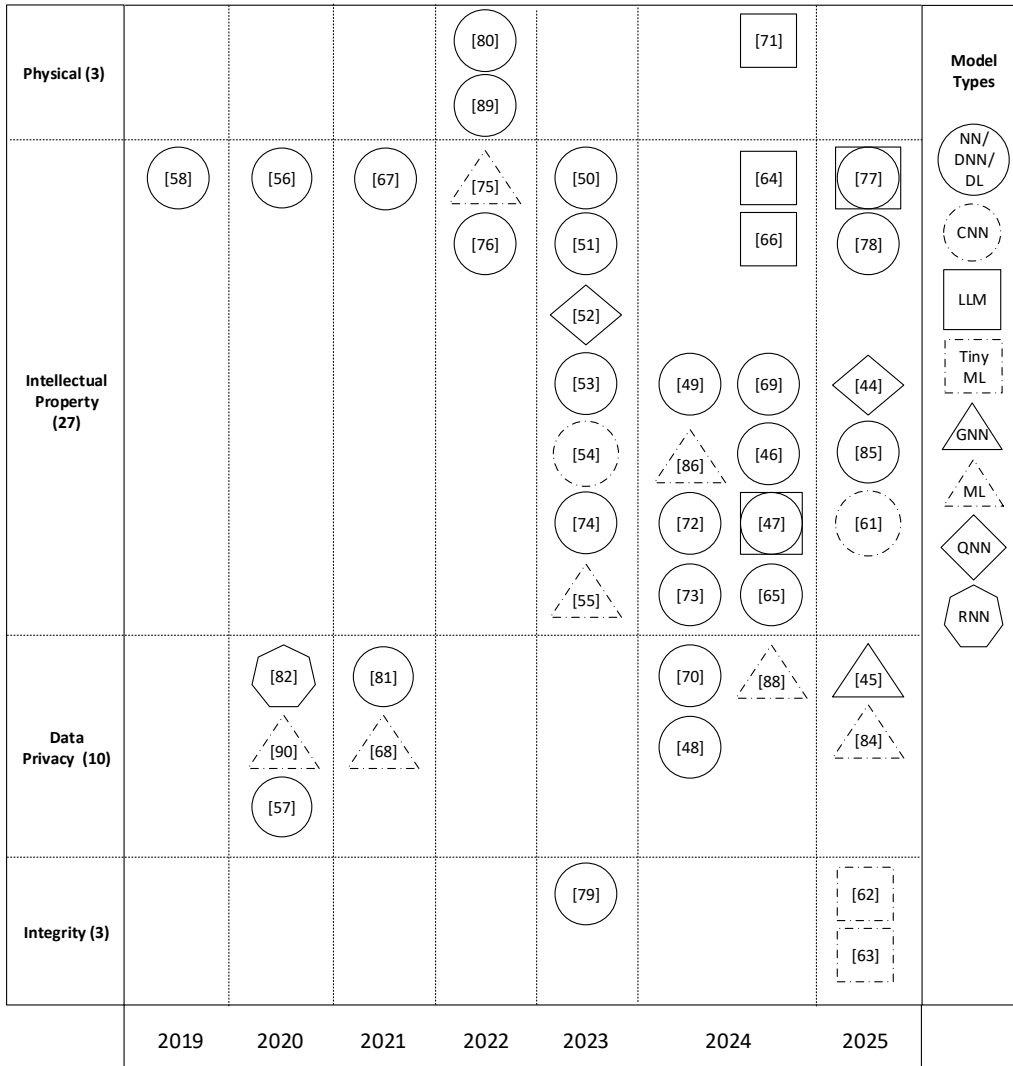 Physical (3)
[80]
[71]
[89]
Intellectual
Property
(27)
[58]
[56]
[67]
[75]
[50]
[64]
[77]
[76]
[51]
[66]
[78]
[52]
[53]
[49]
[69]
[44]
[54]
[86]
[46]
[85]
[74]
[72]
[47]
[61]
[55]
[73]
[65]
Data
Privacy (10)
[82]
[81]
[70]
[88]
[45]
[90]
[68]
[48]
[84]
[57]
Integrity (3)
[79]
[62]
[63]
2019
2020
2021
2022
2023
2024
2025
Model
Types
NN/
DNN/
DL
CNN
LLM
Tiny
ML
GNN
ML
QNN
RNN